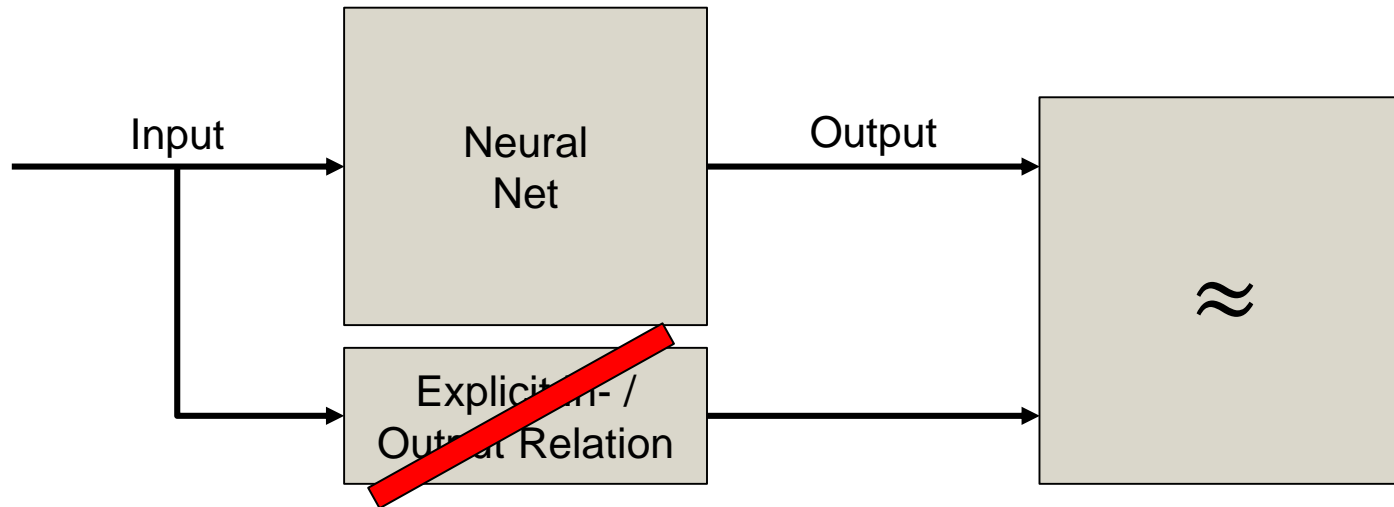 Input
Neural
Net
Output
≈
Explicit In- /
Output Relation